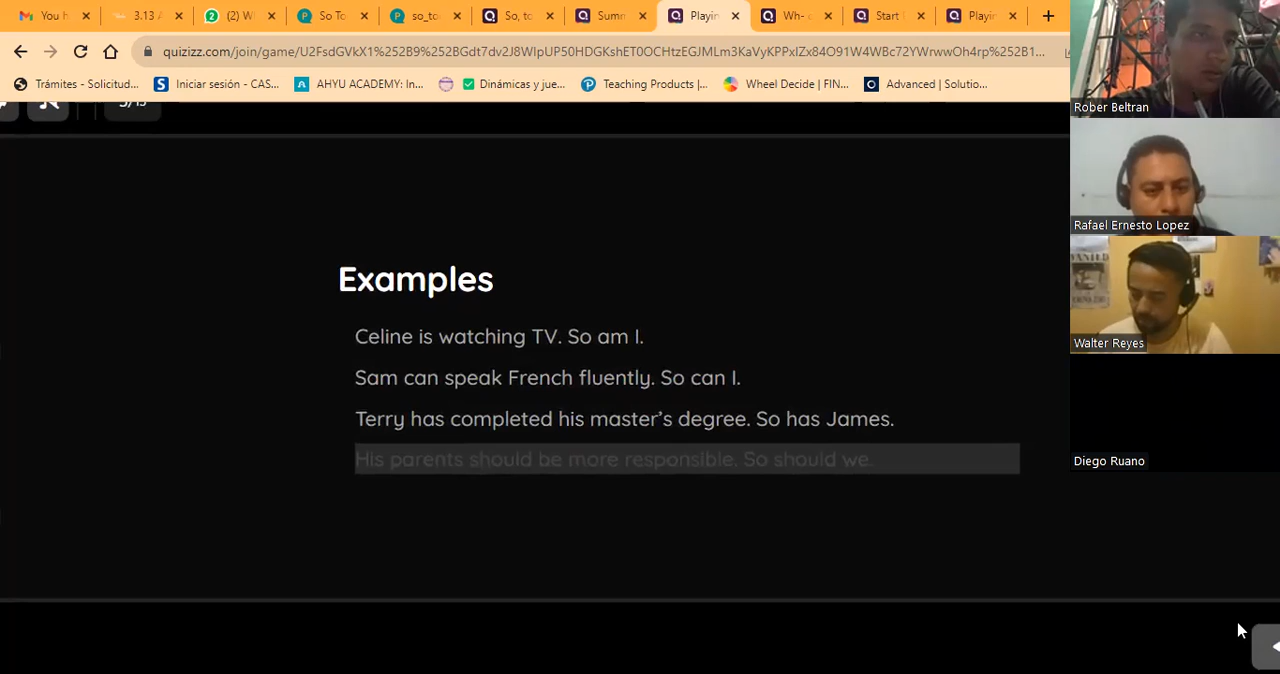 You h
3.13 A
(2) W
So To
so_to
So, to
Sumn
Playin
Wh- c
Start
Playin
quizizz.com/join/game/U2FsdGVkX1%252B9%252BGdt7dv2J8WIpUP50HDGKshET0OCHtzEGJMLm3KaVyKPPxIZx84O91W4WBc72YWrwwOh4rp%252B1...
Trámites - Solicitud...
Iniciar sesión - CAS...
AHYU ACADEMY: In...
Dinámicas y jue...
Teaching Products |...
Wheel Decide | FIN...
Advanced | Solutio...
Rober Beltran
Rafael Ernesto Lopez
WANTED
Walter Reyes
Diego Ruano
Examples
Celine is watching TV. So am I.
Sam can speak French fluently. So can I.
Terry has completed his master's degree. So has James.
His parents should be more responsible. So should we.